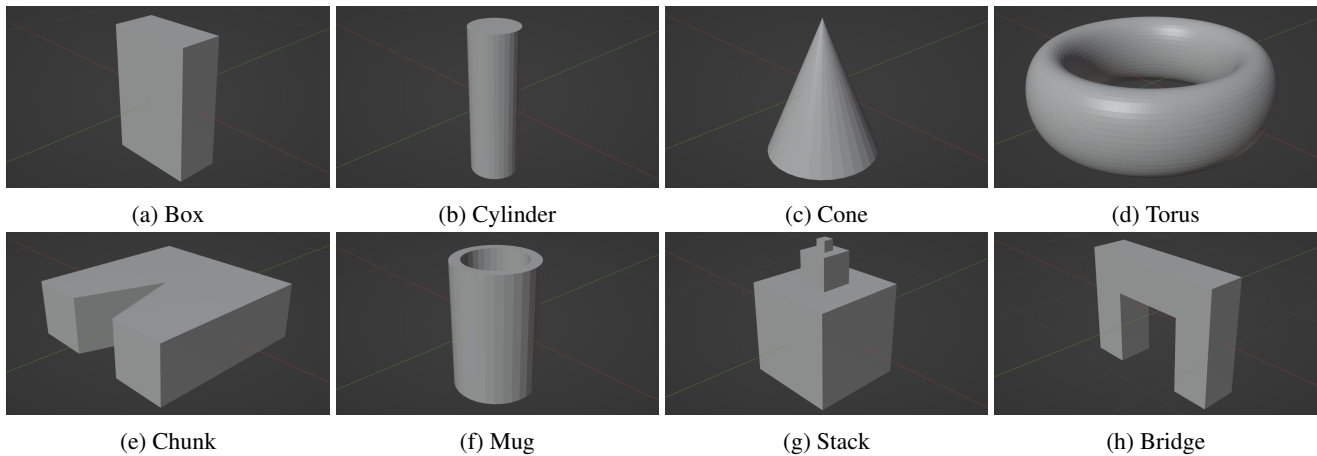 (a) Box
(b) Cylinder
(c) Cone
(d) Torus
(e) Chunk
(f) Mug
(g) Stack
(h) Bridge